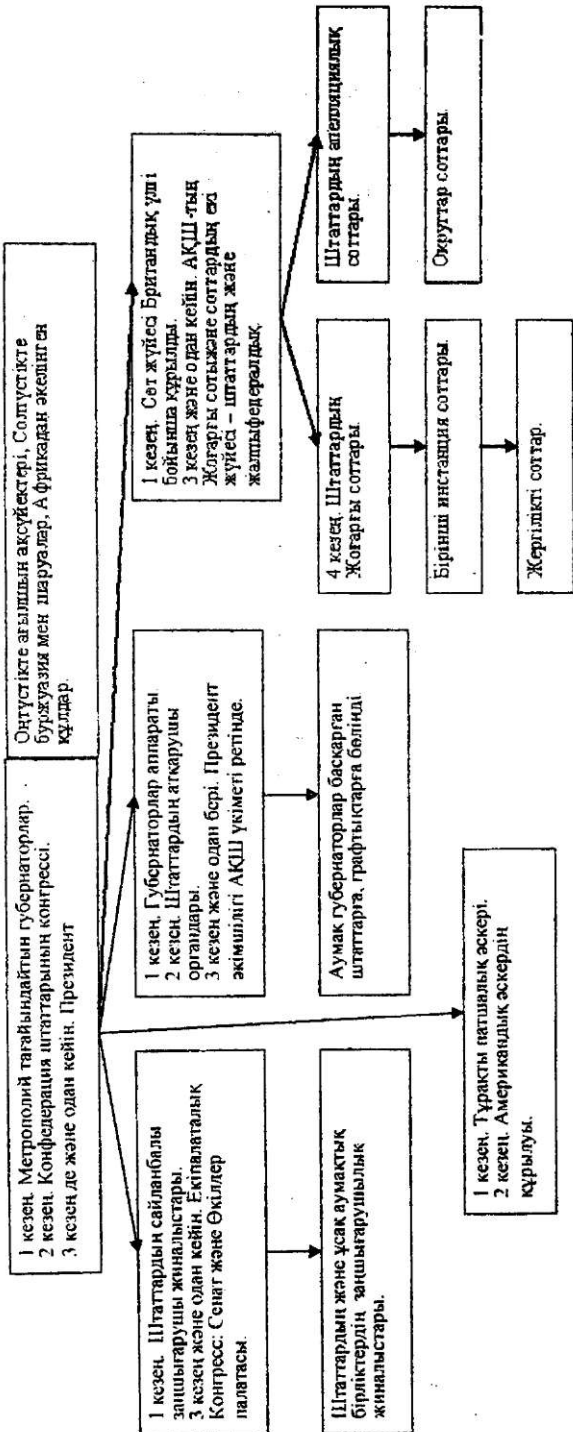 1 кезең. Метрополий тағайындайтын губернаторлар.
2 кезең. Конфедерация штаттарының конгрессі.
3 кезең де және одан кейін. Президент
Оңтүстікте ағылшын ақсүйектері, Солтүстікте
буржуазия мен шаруалар, Африкадан әкелінген
құлдар.
1 кезең. Штаттардың сайланбалы
заңшығарушы жиналыстары.
3 кезең және одан кейін. Екіпалаталық
Конгресс: Сенат және Өкілдер
палатасы.
1 кезең. Губернаторлар аппараты
2 кезең. Штаттардың атқарушы
органдары.
3 кезең және одан бері. Президент
әкімшілігі АҚШ үкіметі ретінде.
1 кезең. Сот жүйесі Британдық үлгі
бойынша құрылды.
3 кезең және одан кейін. АҚШ-тың
Жоғарғы сотыжәне соттардың екі
жүйесі – штаттардың және
жалпыфедералдық
Штаттардың және ұсақ аумақтық
бірліктердің заңшығарушылық
жиналыстары.
Аумақ губернаторлар басқарған
штаттарға, графтықтарға бөлінді
4 кезең. Штаттардың
Жоғарғы соттары.
Штаттардың апелляциялық
соттары.
Бірінші инстанция соттары.
Округтар соттары.
Жергілікті соттар.
1 кезең. Тұрақты патшалық әскері.
2 кезең. Американдық әскердің
құрылуы.